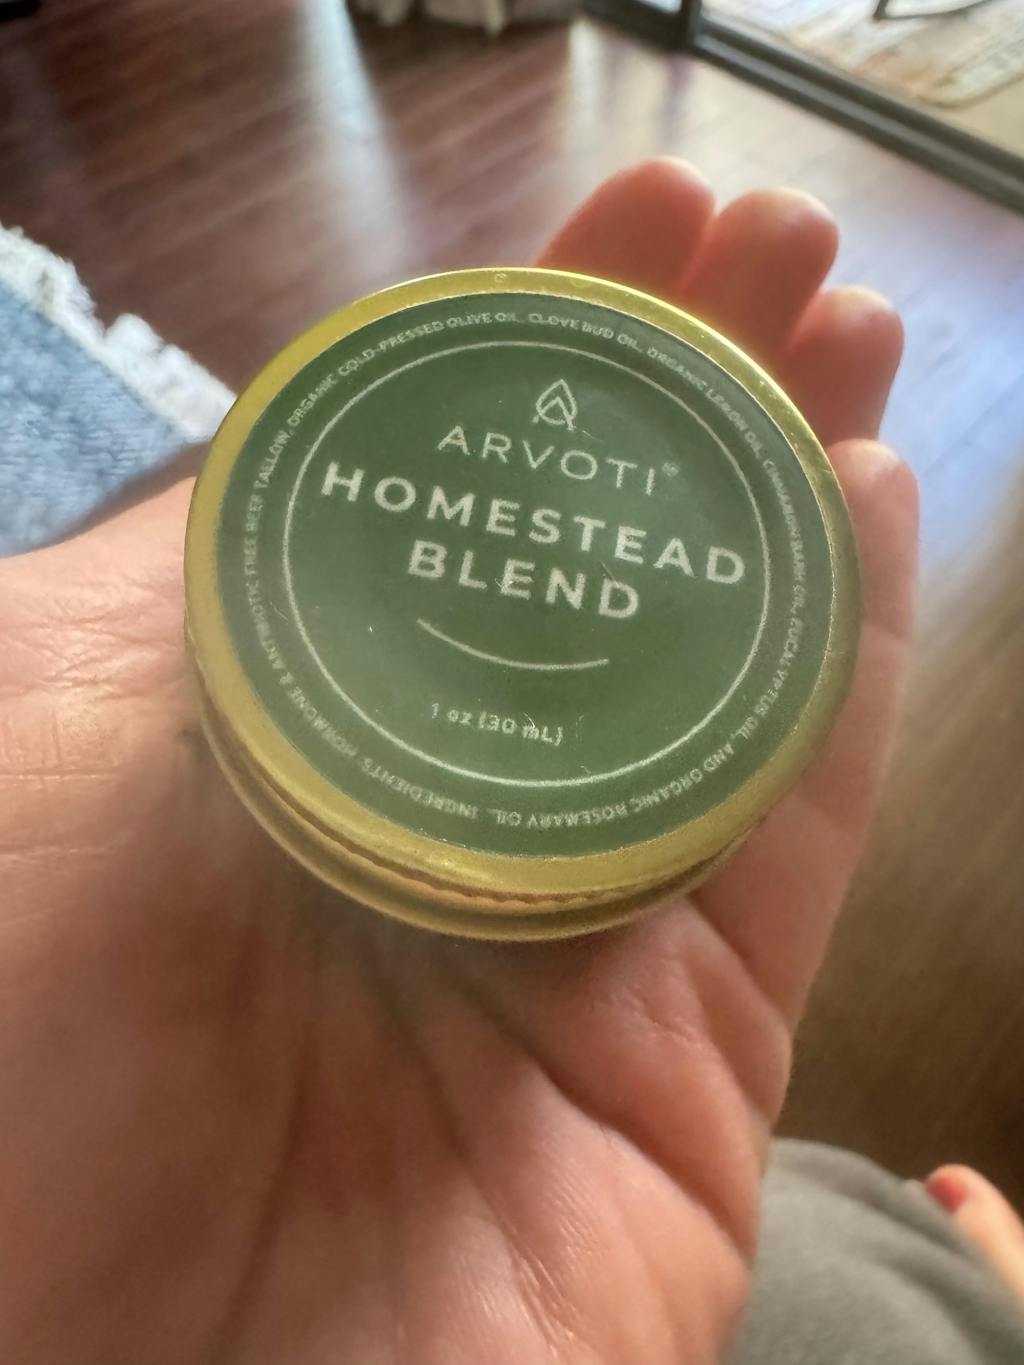 ARVOTI®
HOMESTEAD
BLEND
1 oz (30 mL)
INGREDIENTS: HORMONE & ANTIBIOTIC FREE BEEF TALLOW, ORGANIC COLD-PRESSED OLIVE OIL, CLOVE BUD OIL, ORGANIC LEMON OIL, CINNAMON BARK OIL, EUCALYPTUS OIL, AND ORGANIC ROSEMARY OIL.